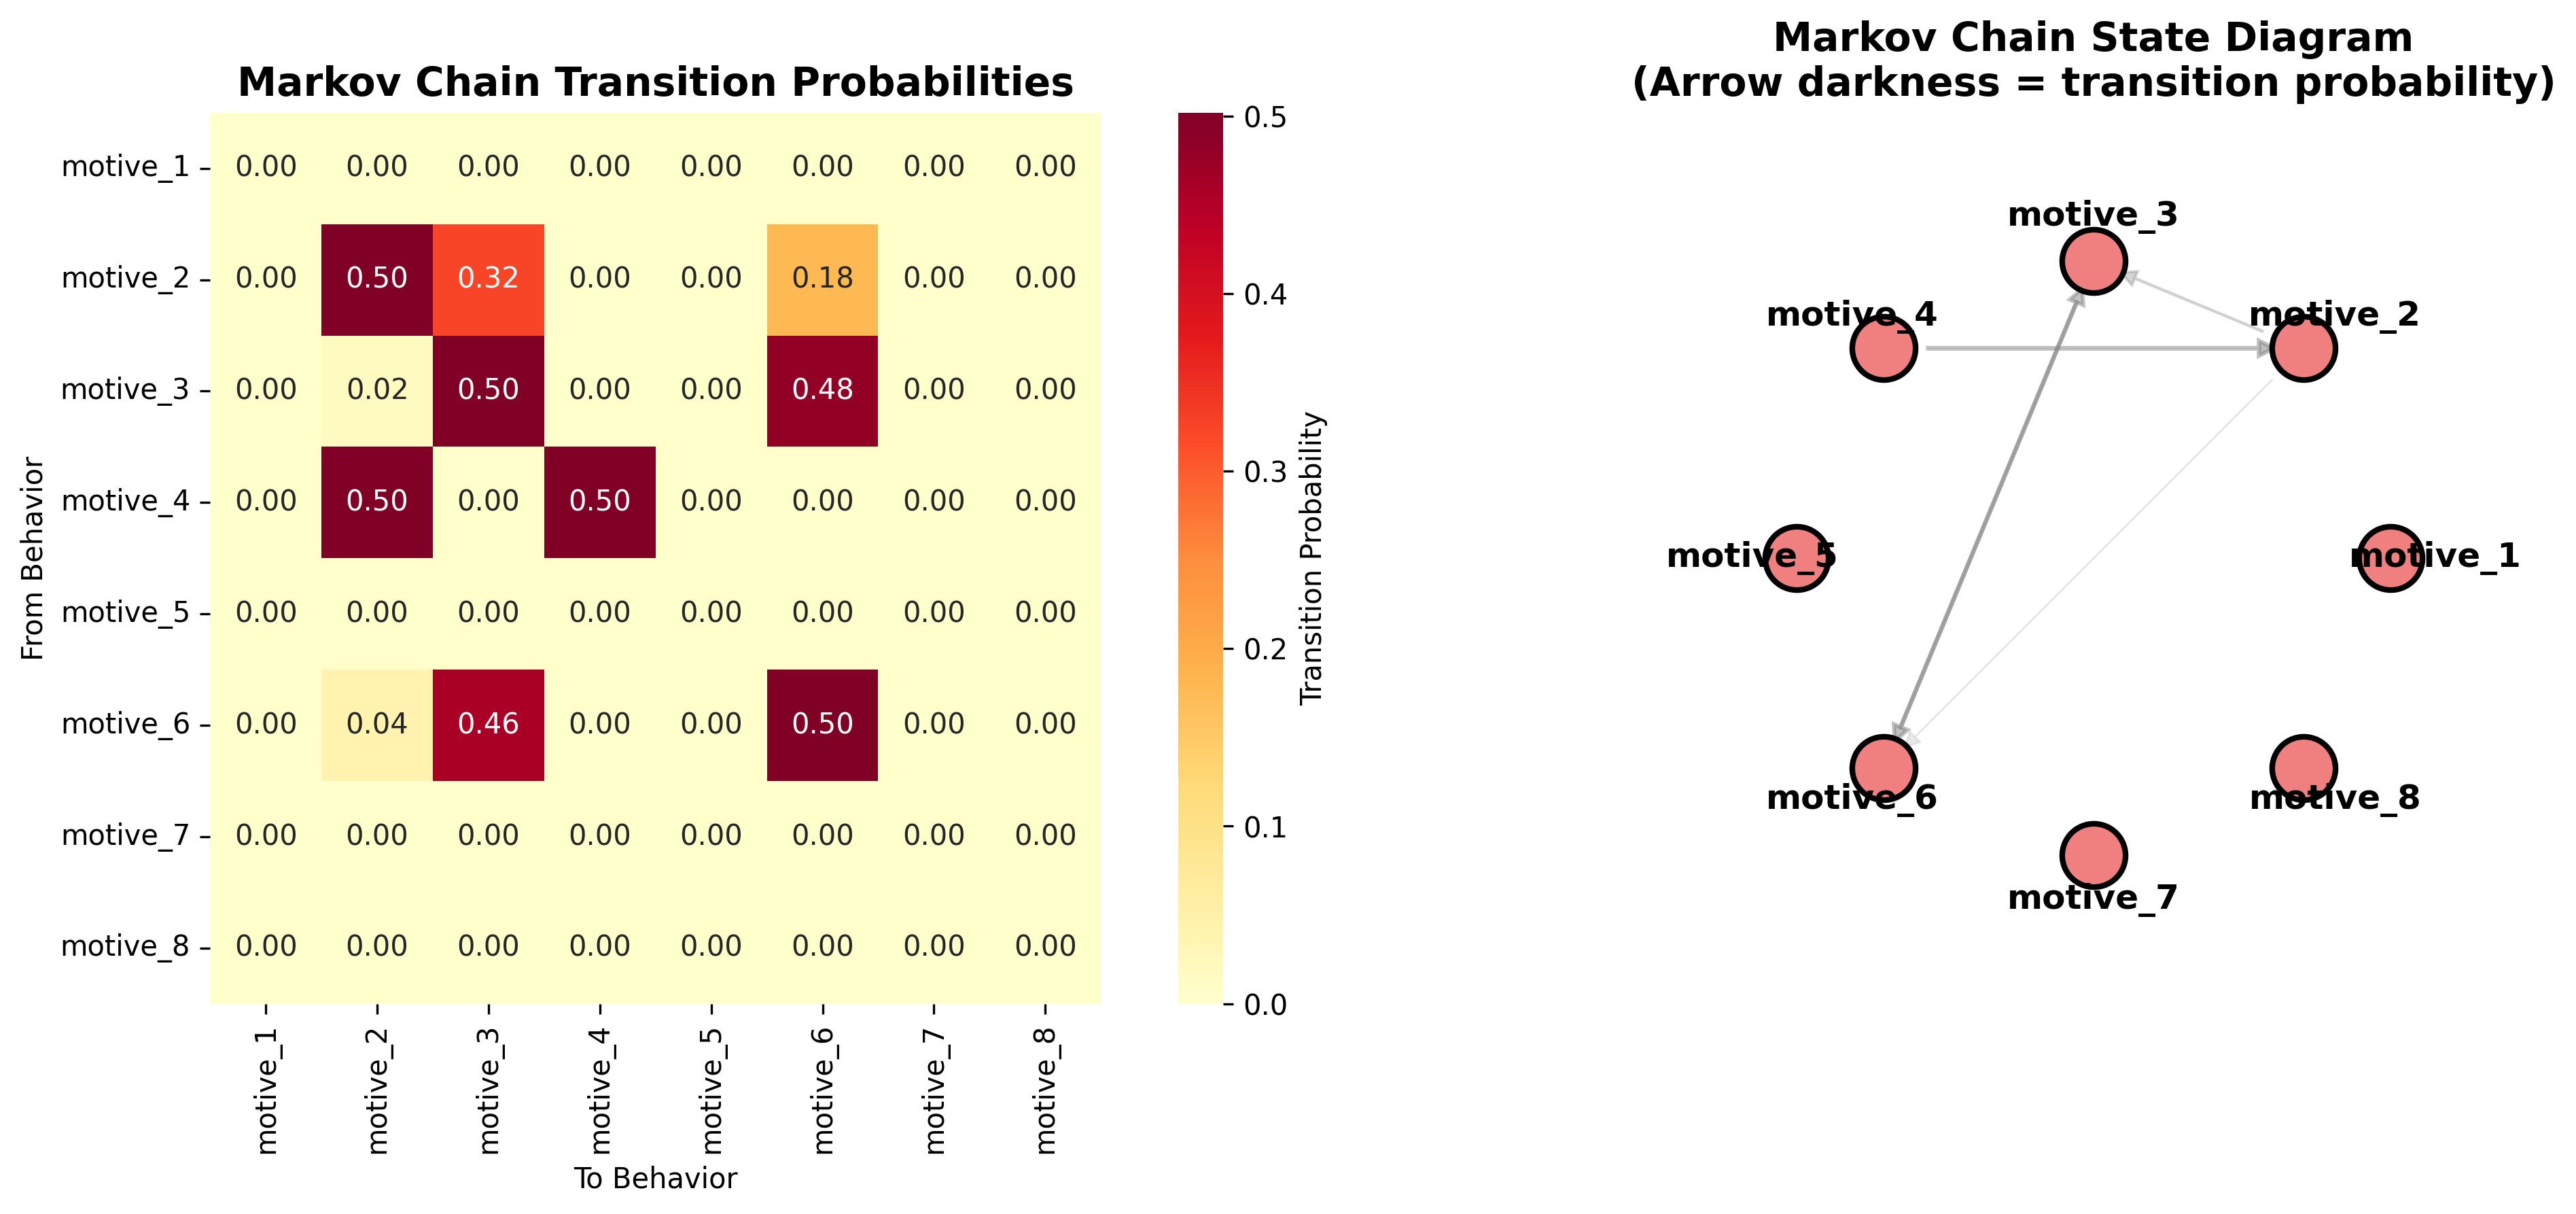 Markov Chain Transition Probabilities
From Behavior
motive_1 0.00 0.00 0.00 0.00 0.00 0.00 0.00 0.00
motive_2 0.00 0.50 0.32 0.00 0.00 0.18 0.00 0.00
motive_3 0.00 0.02 0.50 0.00 0.00 0.48 0.00 0.00
motive_4 0.00 0.50 0.00 0.50 0.00 0.00 0.00 0.00
motive_5 0.00 0.00 0.00 0.00 0.00 0.00 0.00 0.00
motive_6 0.00 0.04 0.46 0.00 0.00 0.50 0.00 0.00
motive_7 0.00 0.00 0.00 0.00 0.00 0.00 0.00 0.00
motive_8 0.00 0.00 0.00 0.00 0.00 0.00 0.00 0.00
motive_1 motive_2 motive_3 motive_4 motive_5 motive_6 motive_7 motive_8
To Behavior
0.5
0.4
0.3
0.2
0.1
0.0
Transition Probability
Markov Chain State Diagram
(Arrow darkness = transition probability)
motive_3
motive_4 motive_2
motive_5 motive_1
motive_6 motive_8
motive_7